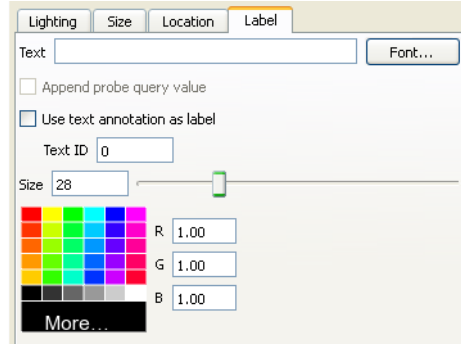 Lighting Size Location Label
Text Font...
Append probe query value
Use text annotation as label
Text ID 0
Size 28
R 1.00
G 1.00
B 1.00
More...